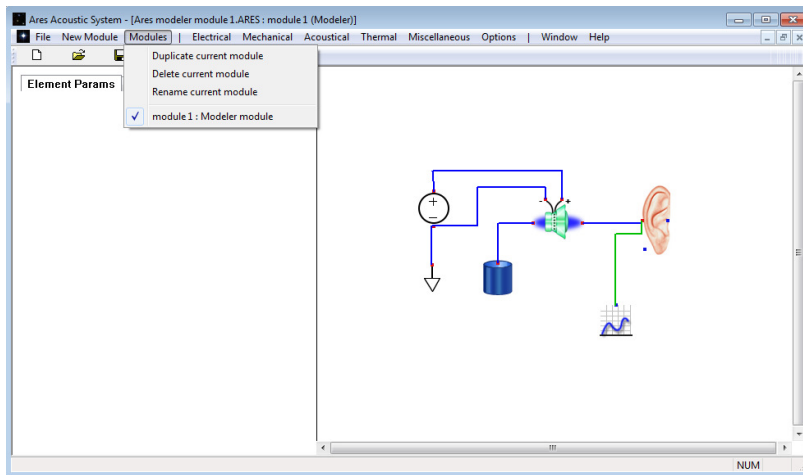 Ares Acoustic System - [Ares modeler module 1.ARES : module 1 (Modeler)]
File New Module Modules | Electrical Mechanical Acoustical Thermal Miscellaneous Options | Window Help
Duplicate current module
Delete current module
Rename current module
module 1 : Modeler module
Element Params
+
-
- +
NUM